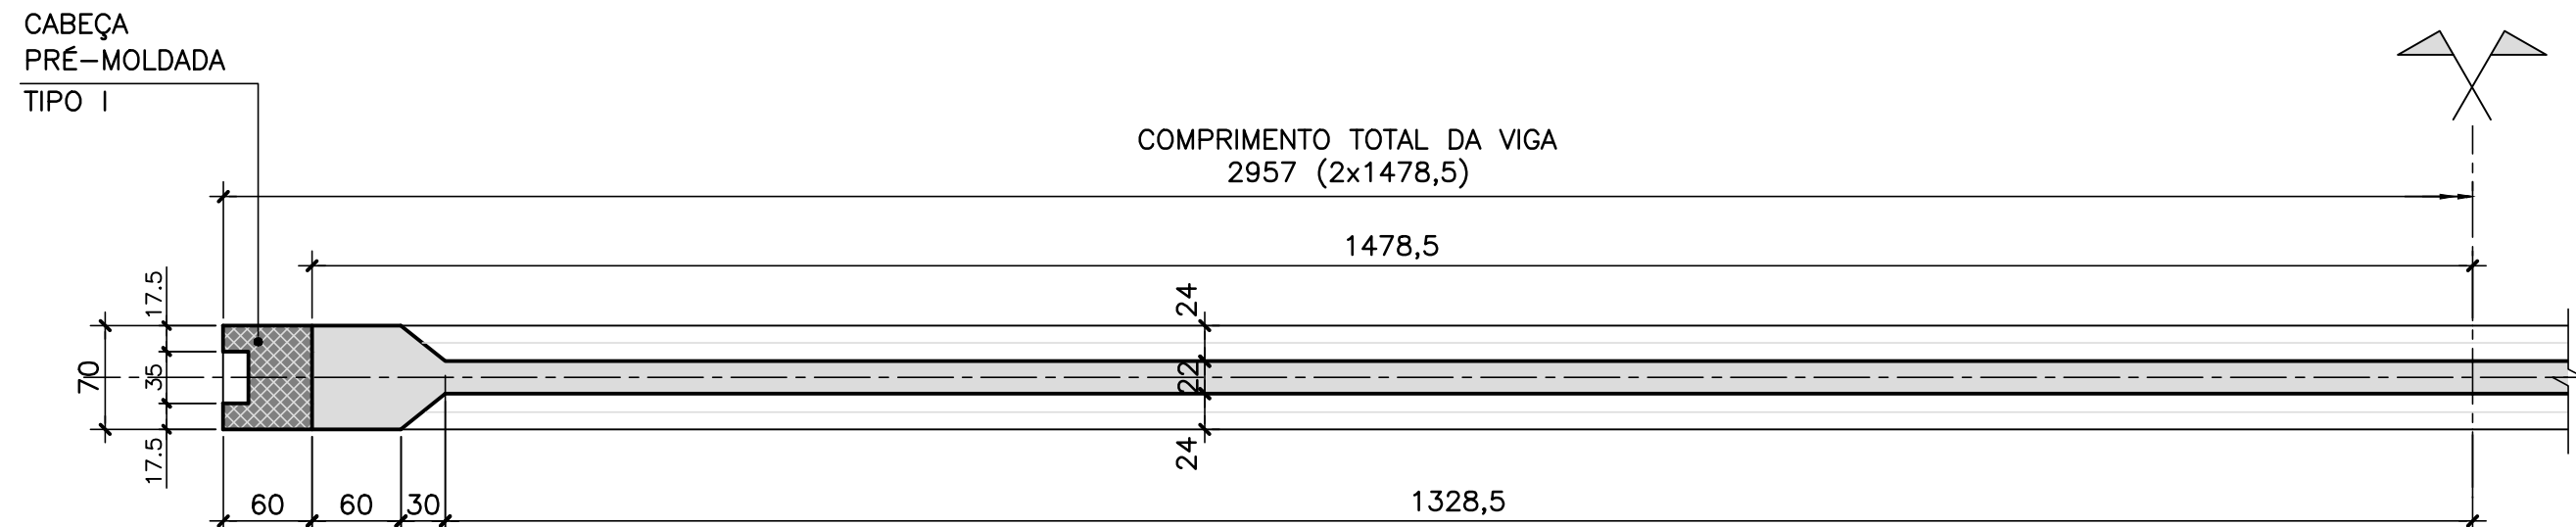 CABEÇA
PRÉ-MOLDADA
TIPO I
COMPRIMENTO TOTAL DA VIGA
2957 (2x1478,5)
1478,5
17.5
24
70
35
22
17.5
24
60
60
30
1328,5